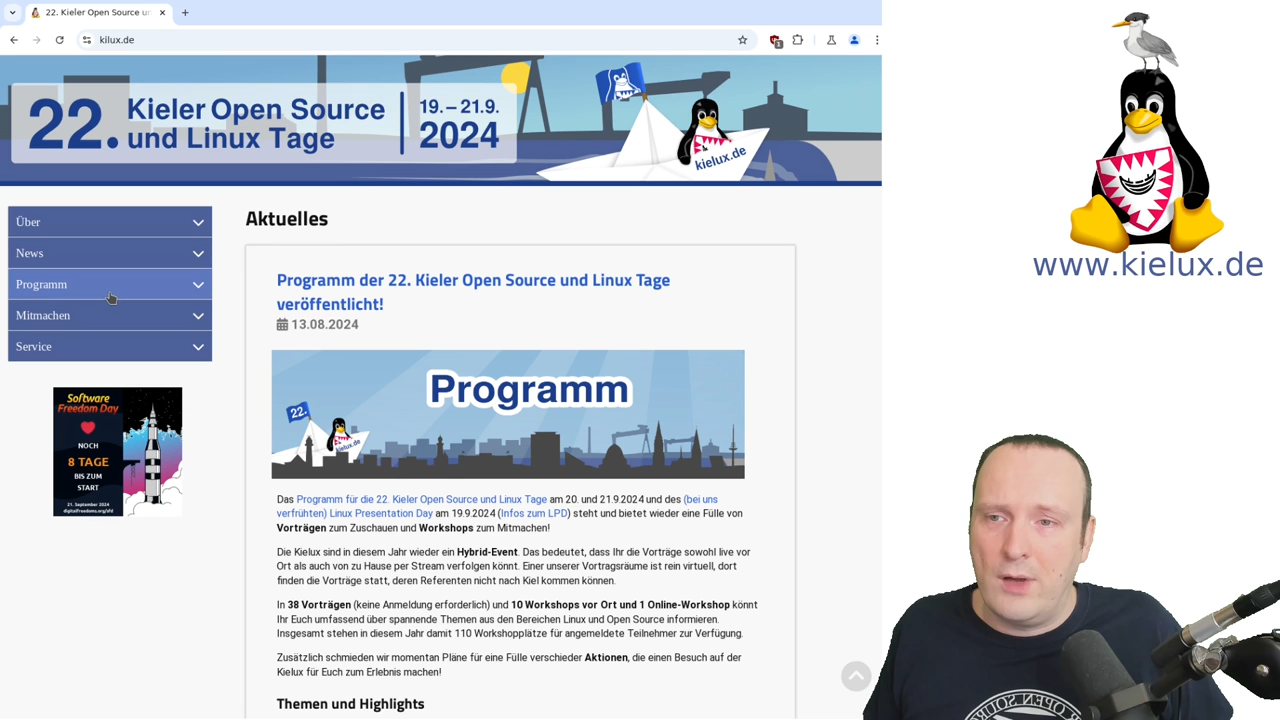 22. Kieler Open Source un
kilux.de
1
22. Kieler Open Source
und Linux Tage
19. – 21.9.
2024
kielux.de
www.kielux.de
Über
News
Programm
Mitmachen
Service
Software
Freedom Day
NOCH
8 TAGE
BIS ZUM
START
21. September 2024
digitalfreedoms.org/sfd
Aktuelles
Programm der 22. Kieler Open Source und Linux Tage
veröffentlicht!
13.08.2024
Programm
22.
kielux.de
Das Programm für die 22. Kieler Open Source und Linux Tage am 20. und 21.9.2024 und des (bei uns
verfrühten) Linux Presentation Day am 19.9.2024 (Infos zum LPD) steht und bietet wieder eine Fülle von
Vorträgen zum Zuschauen und Workshops zum Mitmachen!
Die Kielux sind in diesem Jahr wieder ein Hybrid-Event. Das bedeutet, dass Ihr die Vorträge sowohl live vor
Ort als auch von zu Hause per Stream verfolgen könnt. Einer unserer Vortragsräume ist rein virtuell, dort
finden die Vorträge statt, deren Referenten nicht nach Kiel kommen können.
In 38 Vorträgen (keine Anmeldung erforderlich) und 10 Workshops vor Ort und 1 Online-Workshop könnt
Ihr Euch umfassend über spannende Themen aus den Bereichen Linux und Open Source informieren.
Insgesamt stehen in diesem Jahr damit 110 Workshopplätze für angemeldete Teilnehmer zur Verfügung.
Zusätzlich schmieden wir momentan Pläne für eine Fülle verschieder Aktionen, die einen Besuch auf der
Kielux für Euch zum Erlebnis machen!
Themen und Highlights